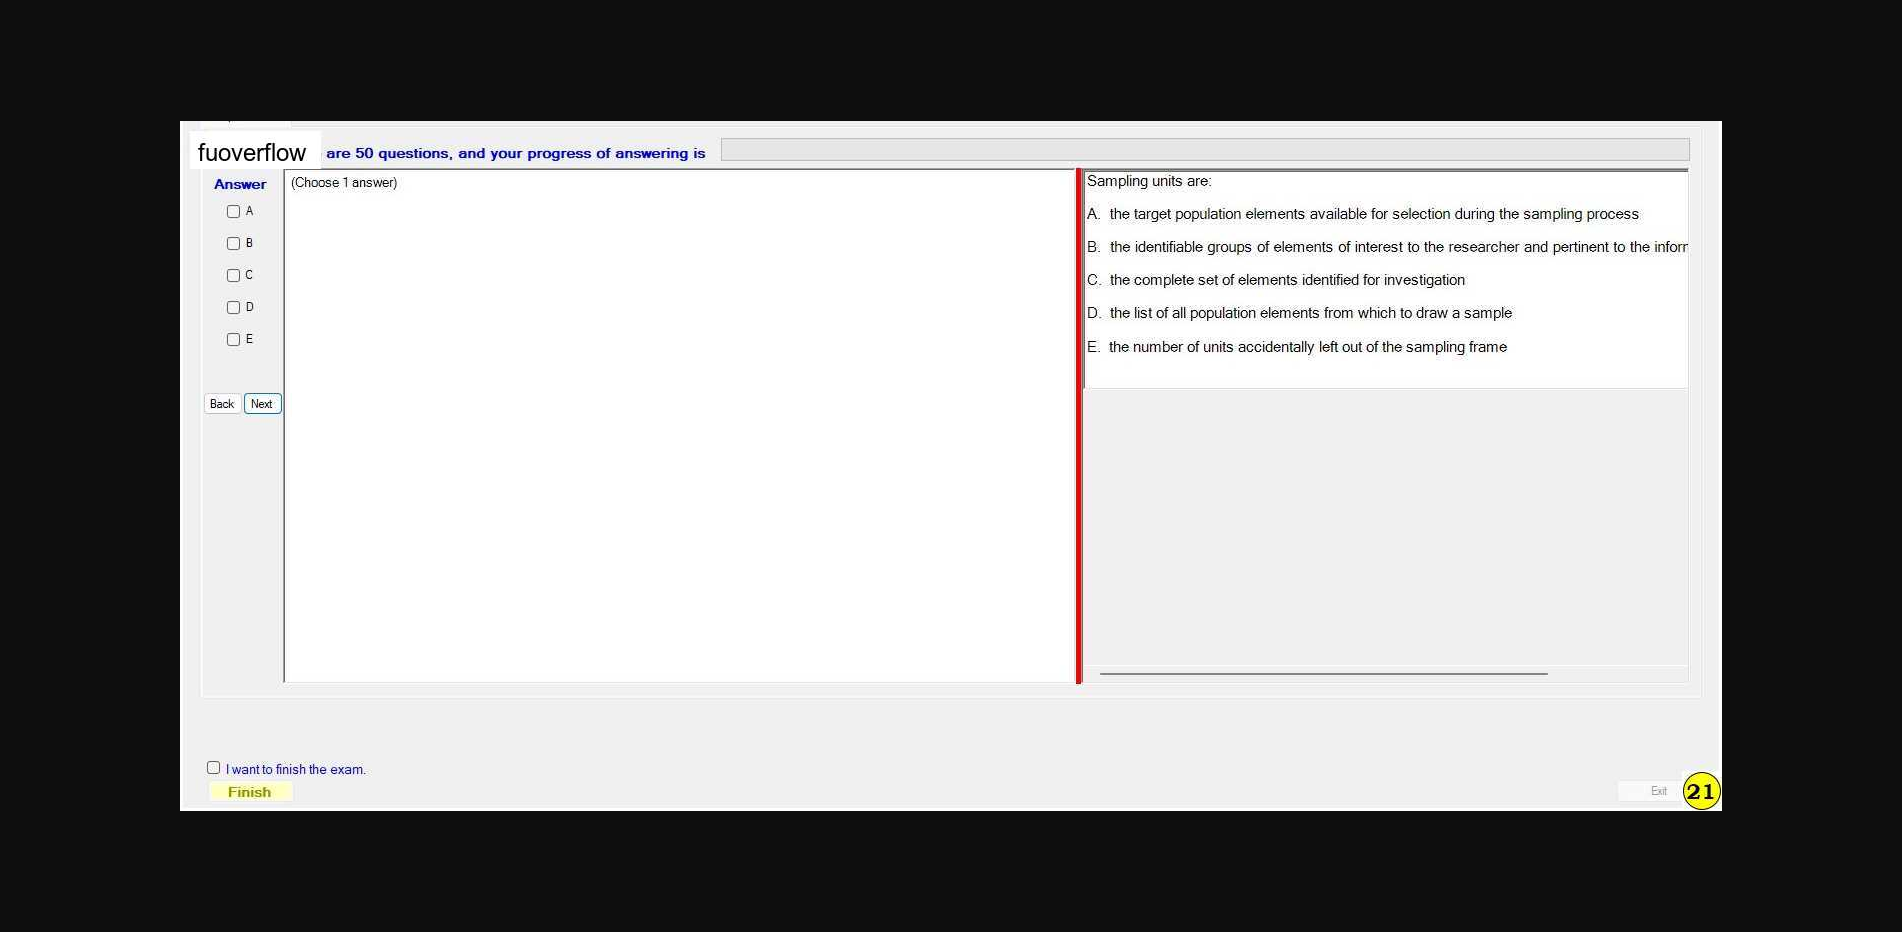 fuoverflow are 50 questions, and your progress of answering is
Answer
A
B
C
D
E
Back Next
(Choose 1 answer)
Sampling units are:
A. the target population elements available for selection during the sampling process
B. the identifiable groups of elements of interest to the researcher and pertinent to the
C. the complete set of elements identified for investigation
D. the list of all population elements from which to draw a sample
E. the number of units accidentally left out of the sampling frame
I want to finish the exam.
Finish
Exit
21